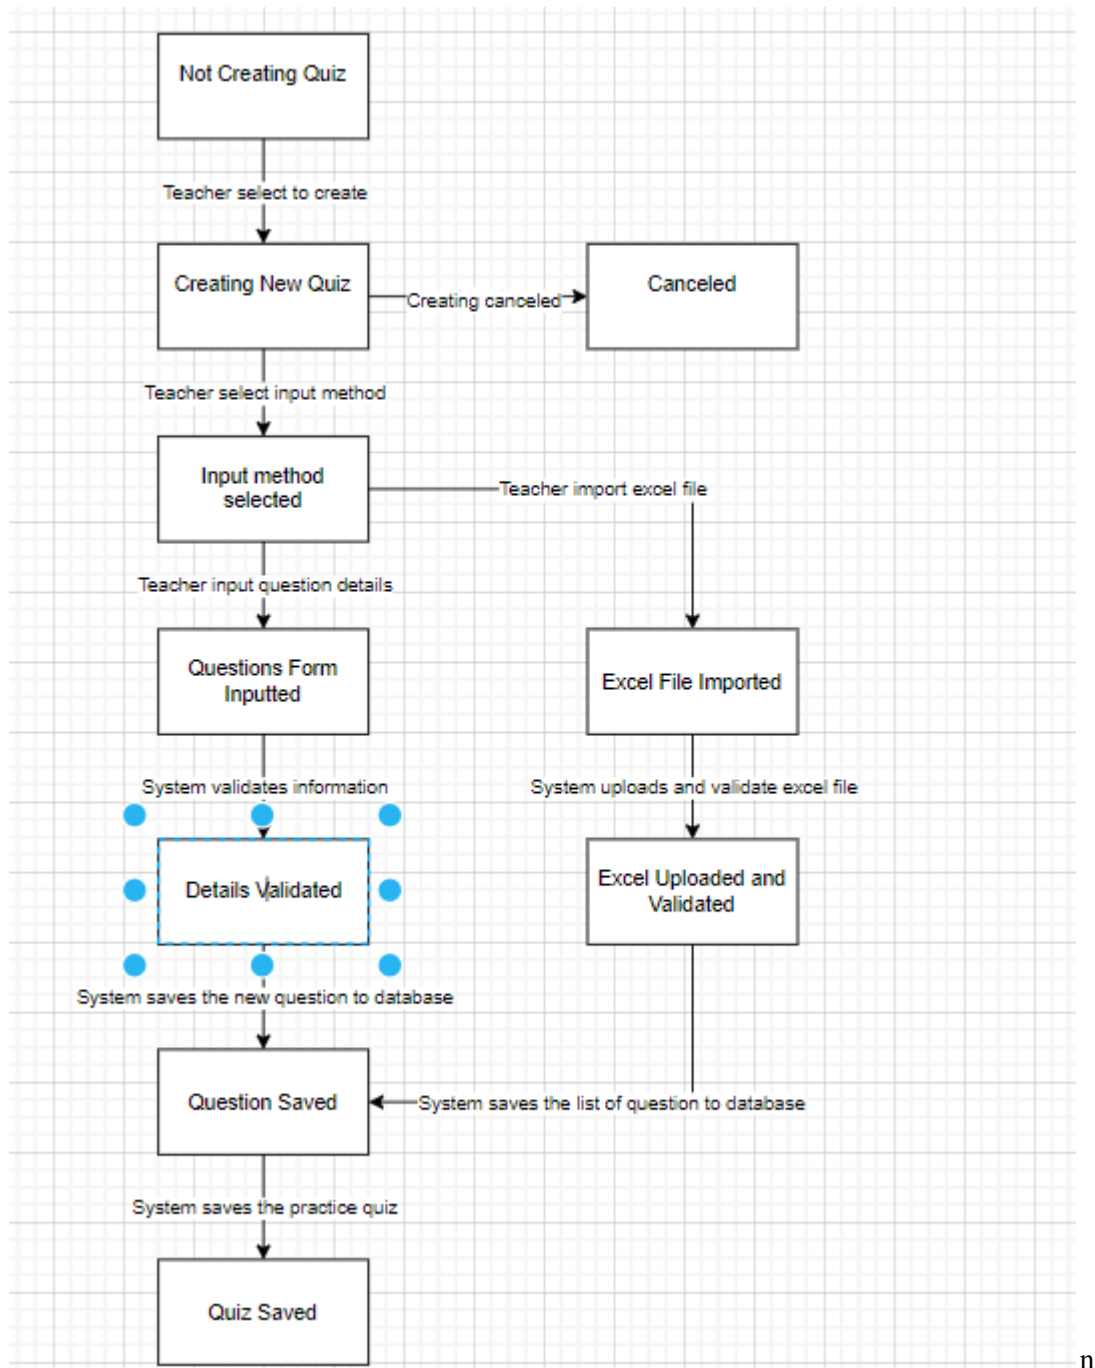 Not Creating Quiz
Teacher select to create
Creating New Quiz
Creating canceled
Canceled
Teacher select input method
Input method
selected
Teacher import excel file
Teacher input question details
Questions Form
Inputted
Excel File Imported
System validates information
System uploads and validate excel file
Details Validated
Excel Uploaded and
Validated
System saves the new question to database
Question Saved
System saves the list of question to database
System saves the practice quiz
Quiz Saved
n